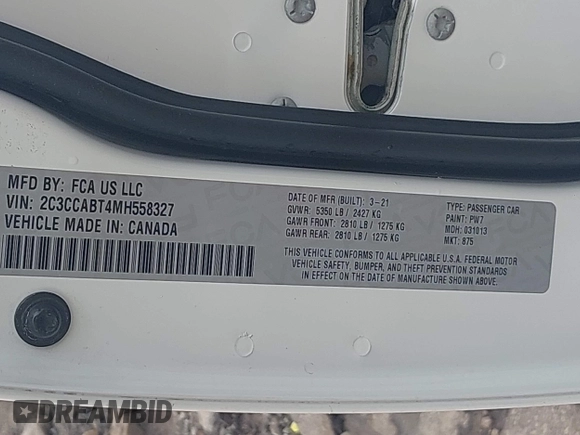 MFD BY: FCA US LLC
VIN: 2C3CCABT4MH558327
VEHICLE MADE IN: CANADA
DATE OF MFR (BUILT): 3-21
GVWR: 5350 LB / 2427 KG
GAWR FRONT: 2810 LB / 1275 KG
GAWR REAR: 2810 LB / 1275 KG
TYPE: PASSENGER CAR
PAINT: PW7
MDH: 031013
MKT: 875
THIS VEHICLE CONFORMS TO ALL APPLICABLE U.S.A. FEDERAL MOTOR
VEHICLE SAFETY, BUMPER, AND THEFT PREVENTION STANDARDS
IN EFFECT ON THE DATE OF MANUFACTURE SHOWN ABOVE.
DREAMBID